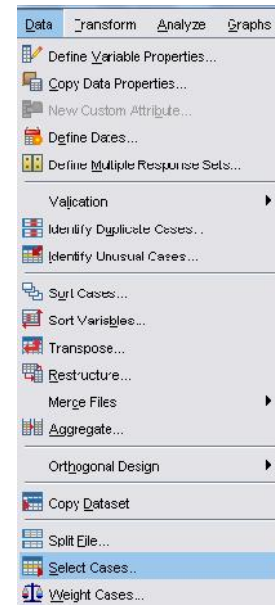 Data Transform Analyze Graphs
Define Variable Properties...
Copy Data Properties...
New Custom Attribute...
Define Dates...
Define Multiple Response Sets...
Validation
Identify Duplicate Cases...
Identify Unusual Cases...
Sort Cases...
Sort Variables...
Transpose...
Restructure...
Merge Files
Aggregate...
Orthogonal Design
Copy Dataset
Split File...
Select Cases...
Weight Cases...